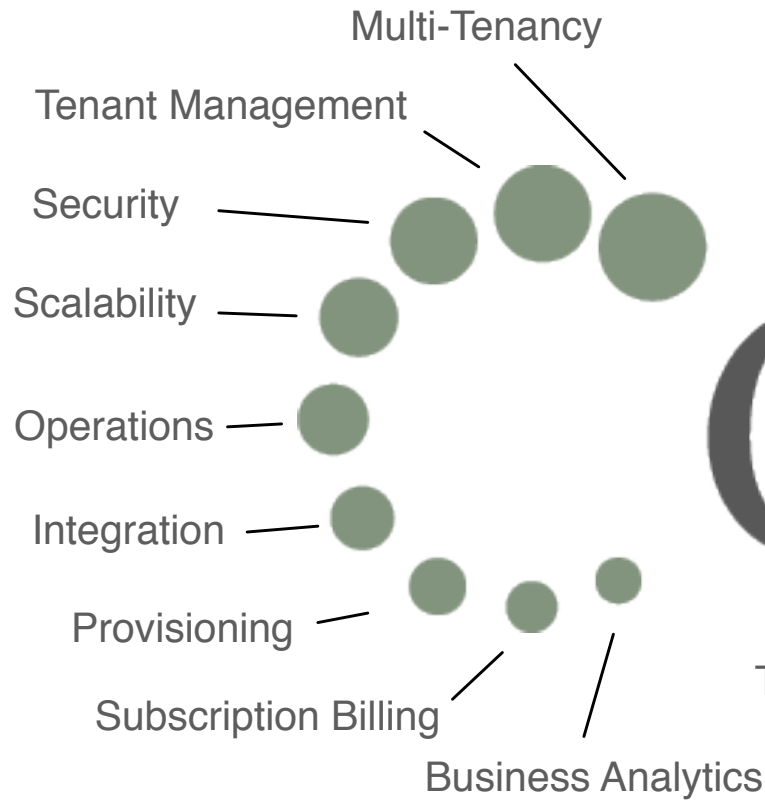 Multi-Tenancy
Tenant Management
Security
Scalability
Operations
Integration
Provisioning
Subscription Billing
Business Analytics